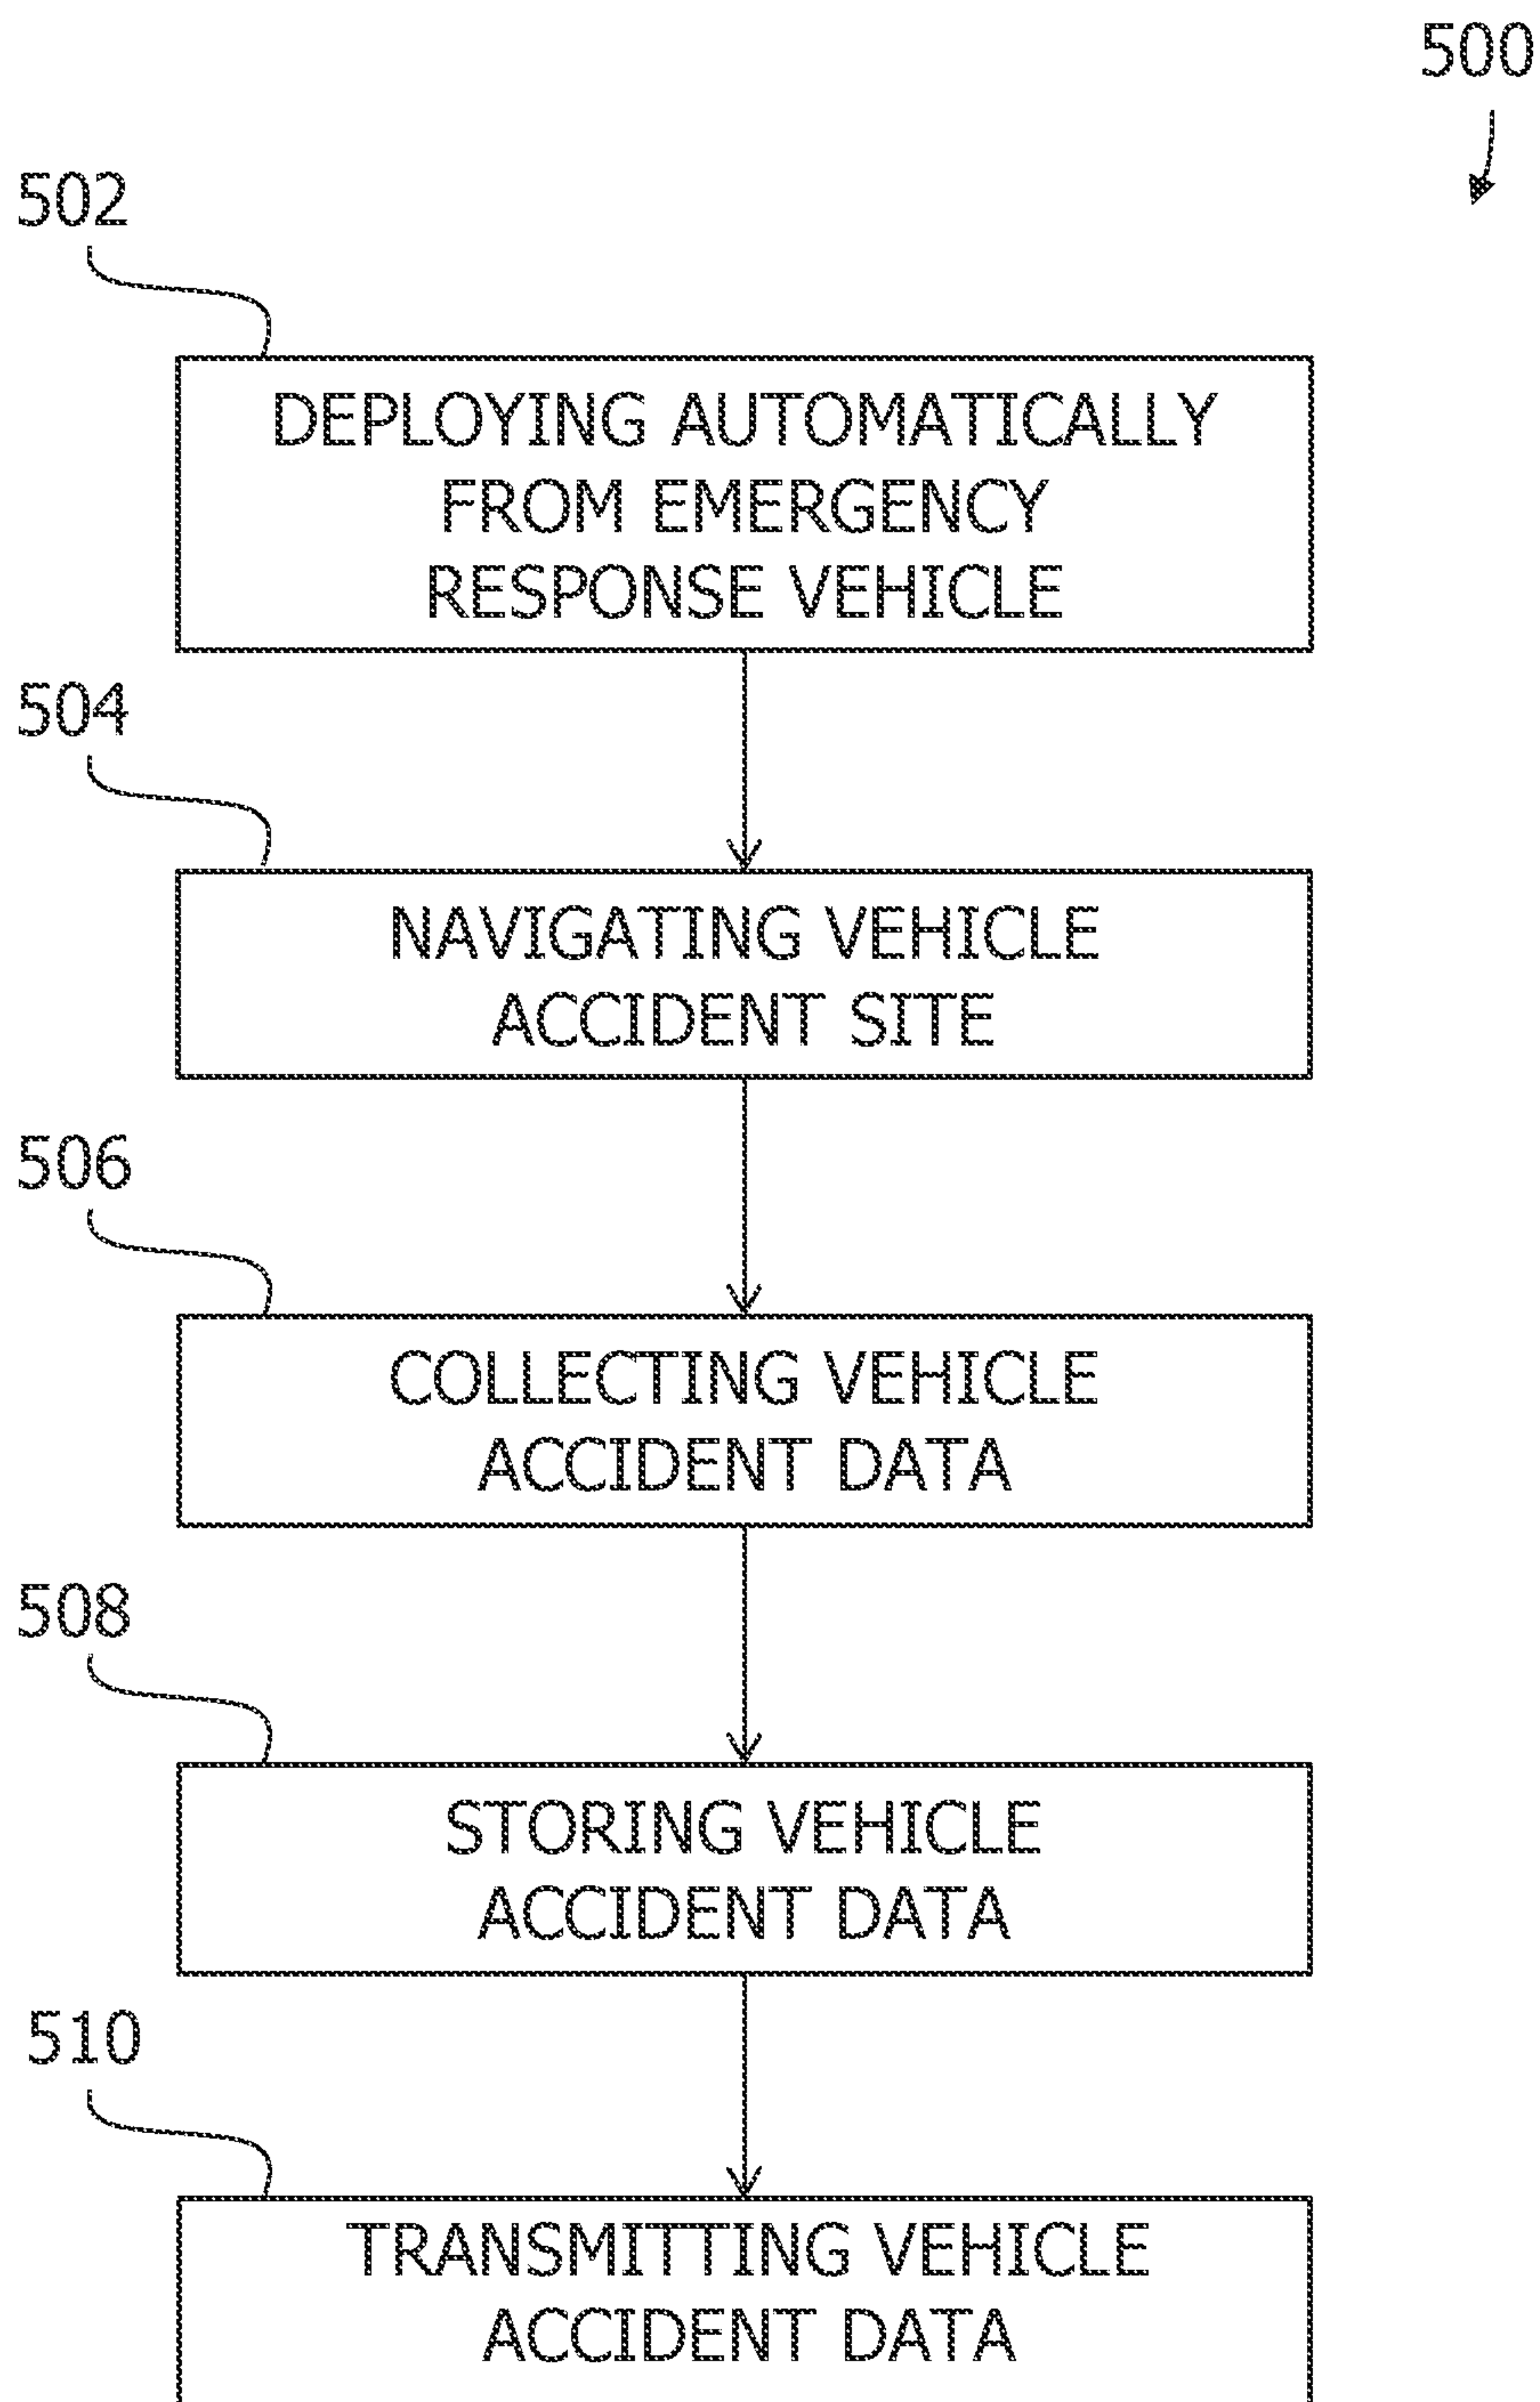 500
502
DEPLOYING AUTOMATICALLY
FROM EMERGENCY
RESPONSE VEHICLE
504
NAVIGATING VEHICLE
ACCIDENT SITE
506
COLLECTING VEHICLE
ACCIDENT DATA
508
STORING VEHICLE
ACCIDENT DATA
510
TRANSMITTING VEHICLE
ACCIDENT DATA